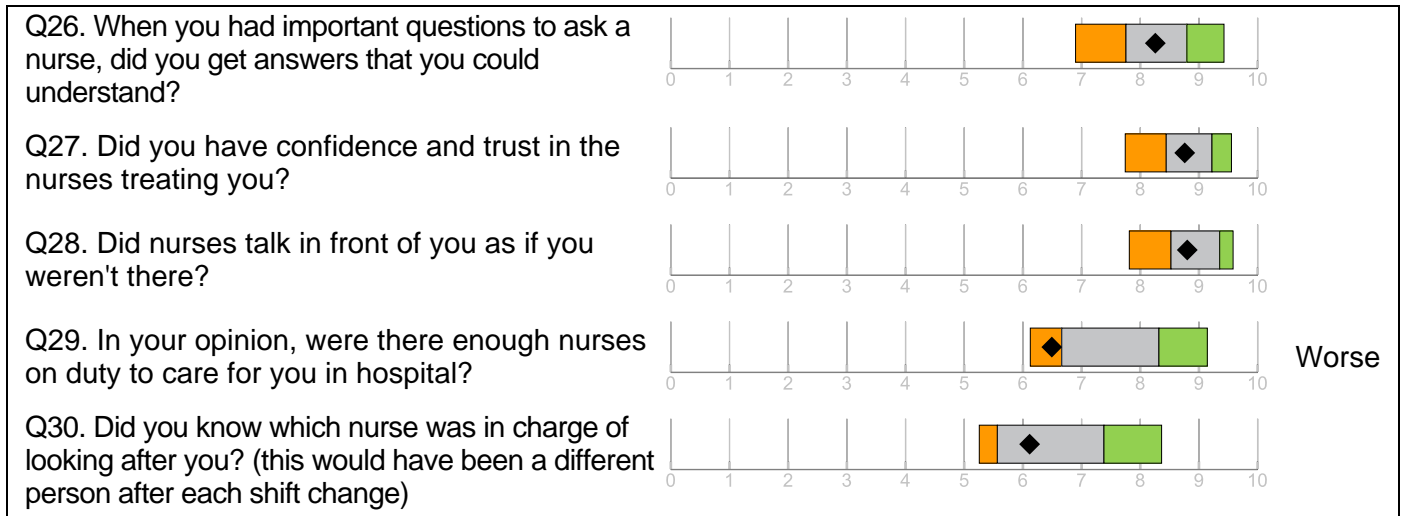 Q26. When you had important questions to ask a
nurse, did you get answers that you could
understand?
0 1 2 3 4 5 6 7 8 9 10
Q27. Did you have confidence and trust in the
nurses treating you?
0 1 2 3 4 5 6 7 8 9 10
Q28. Did nurses talk in front of you as if you
weren't there?
0 1 2 3 4 5 6 7 8 9 10
Q29. In your opinion, were there enough nurses
on duty to care for you in hospital?
0 1 2 3 4 5 6 7 8 9 10
Worse
Q30. Did you know which nurse was in charge of
looking after you? (this would have been a different
person after each shift change)
0 1 2 3 4 5 6 7 8 9 10